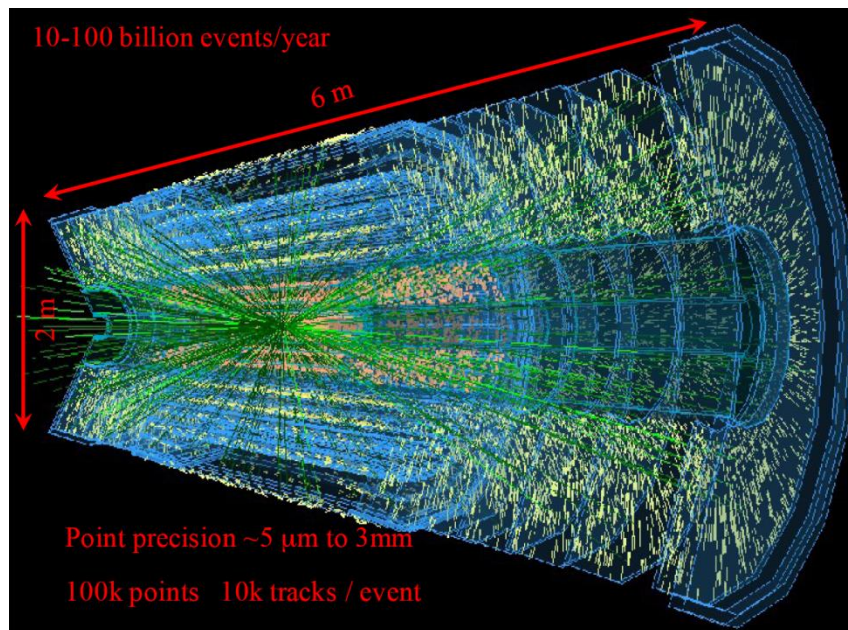 10-100 billion events/year
6 m
2 m
Point precision ~5 μm to 3mm
100k points 10k tracks / event